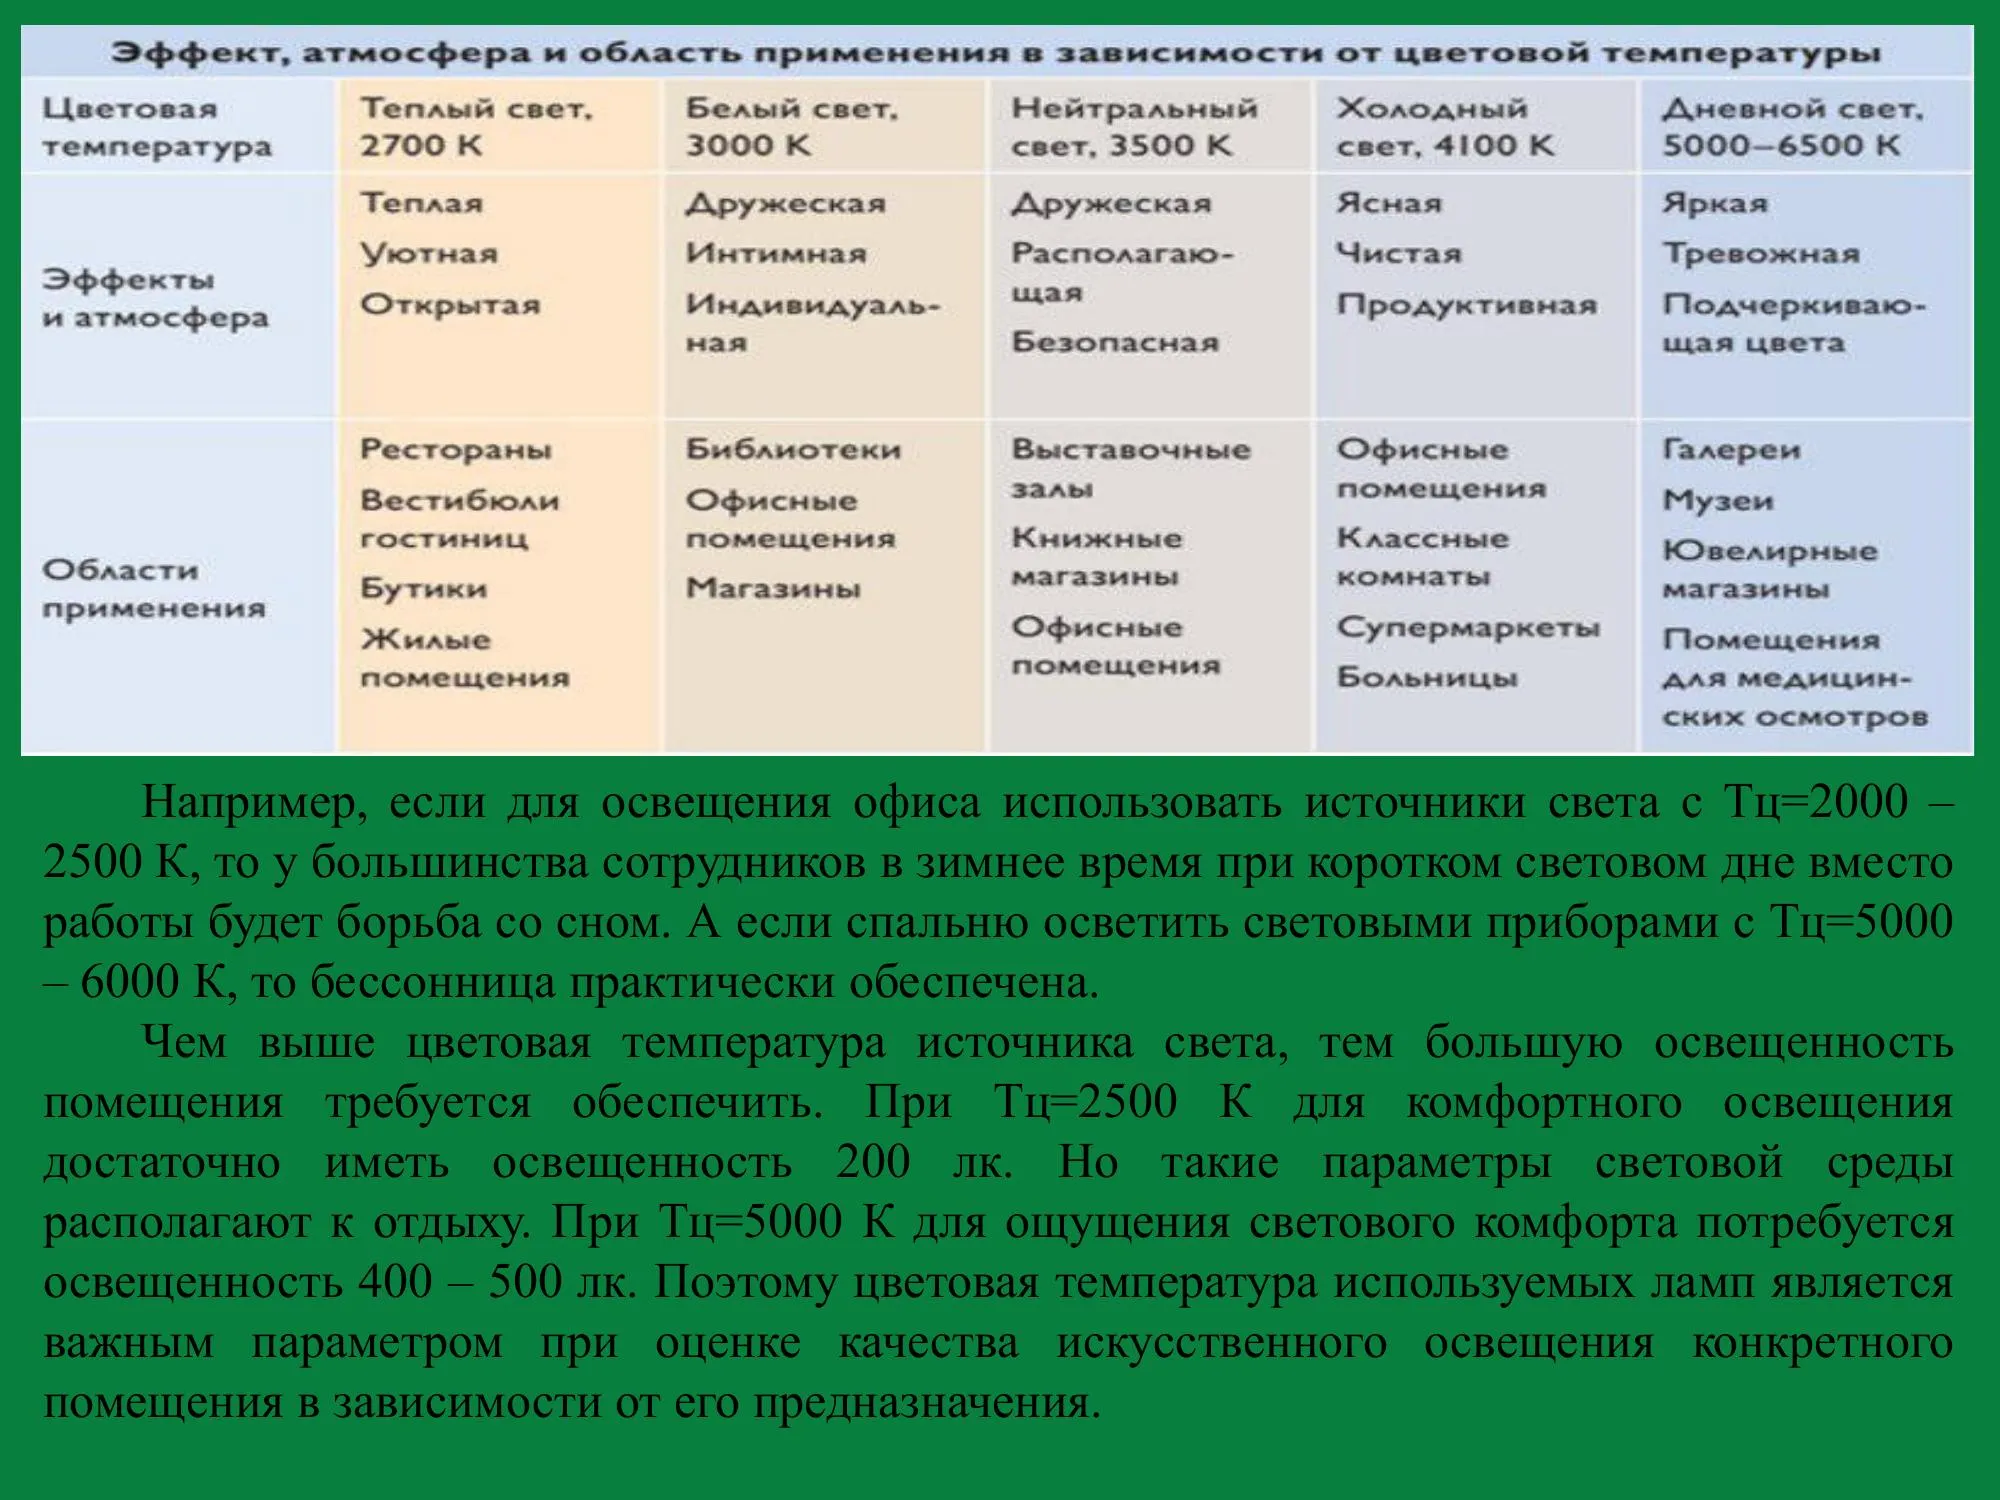 Эффект, атмосфера и область применения в зависимости от цветовой температуры
Цветовая
температура
Теплый свет,
2700 К
Белый свет,
3000 К
Нейтральный
свет, 3500 К
Холодный
свет, 4100 К
Дневной свет,
5000–6500 К
Эффекты
и атмосфера
Теплая
Уютная
Открытая
Дружеская
Интимная
Индивидуаль-
ная
Дружеская
Располагаю-
щая
Безопасная
Ясная
Чистая
Продуктивная
Яркая
Тревожная
Подчеркиваю-
щая цвета
Области
применения
Рестораны
Вестибюли
гостиниц
Бутики
Жилые
помещения
Библиотеки
Офисные
помещения
Магазины
Выставочные
залы
Книжные
магазины
Офисные
помещения
Офисные
помещения
Классные
комнаты
Супермаркеты
Больницы
Галереи
Музеи
Ювелирные
магазины
Помещения
для медицин-
ских осмотров
Например, если для освещения офиса использовать источники света с Тц=2000 –
2500 К, то у большинства сотрудников в зимнее время при коротком световом дне вместо
работы будет борьба со сном. А если спальню осветить световыми приборами с Тц=5000
– 6000 К, то бессонница практически обеспечена.
Чем выше цветовая температура источника света, тем большую освещенность
помещения требуется обеспечить. При Тц=2500 К для комфортного освещения
достаточно иметь освещенность 200 лк. Но такие параметры световой среды
располагают к отдыху. При Тц=5000 К для ощущения светового комфорта потребуется
освещенность 400 – 500 лк. Поэтому цветовая температура используемых ламп является
важным параметром при оценке качества искусственного освещения конкретного
помещения в зависимости от его предназначения.